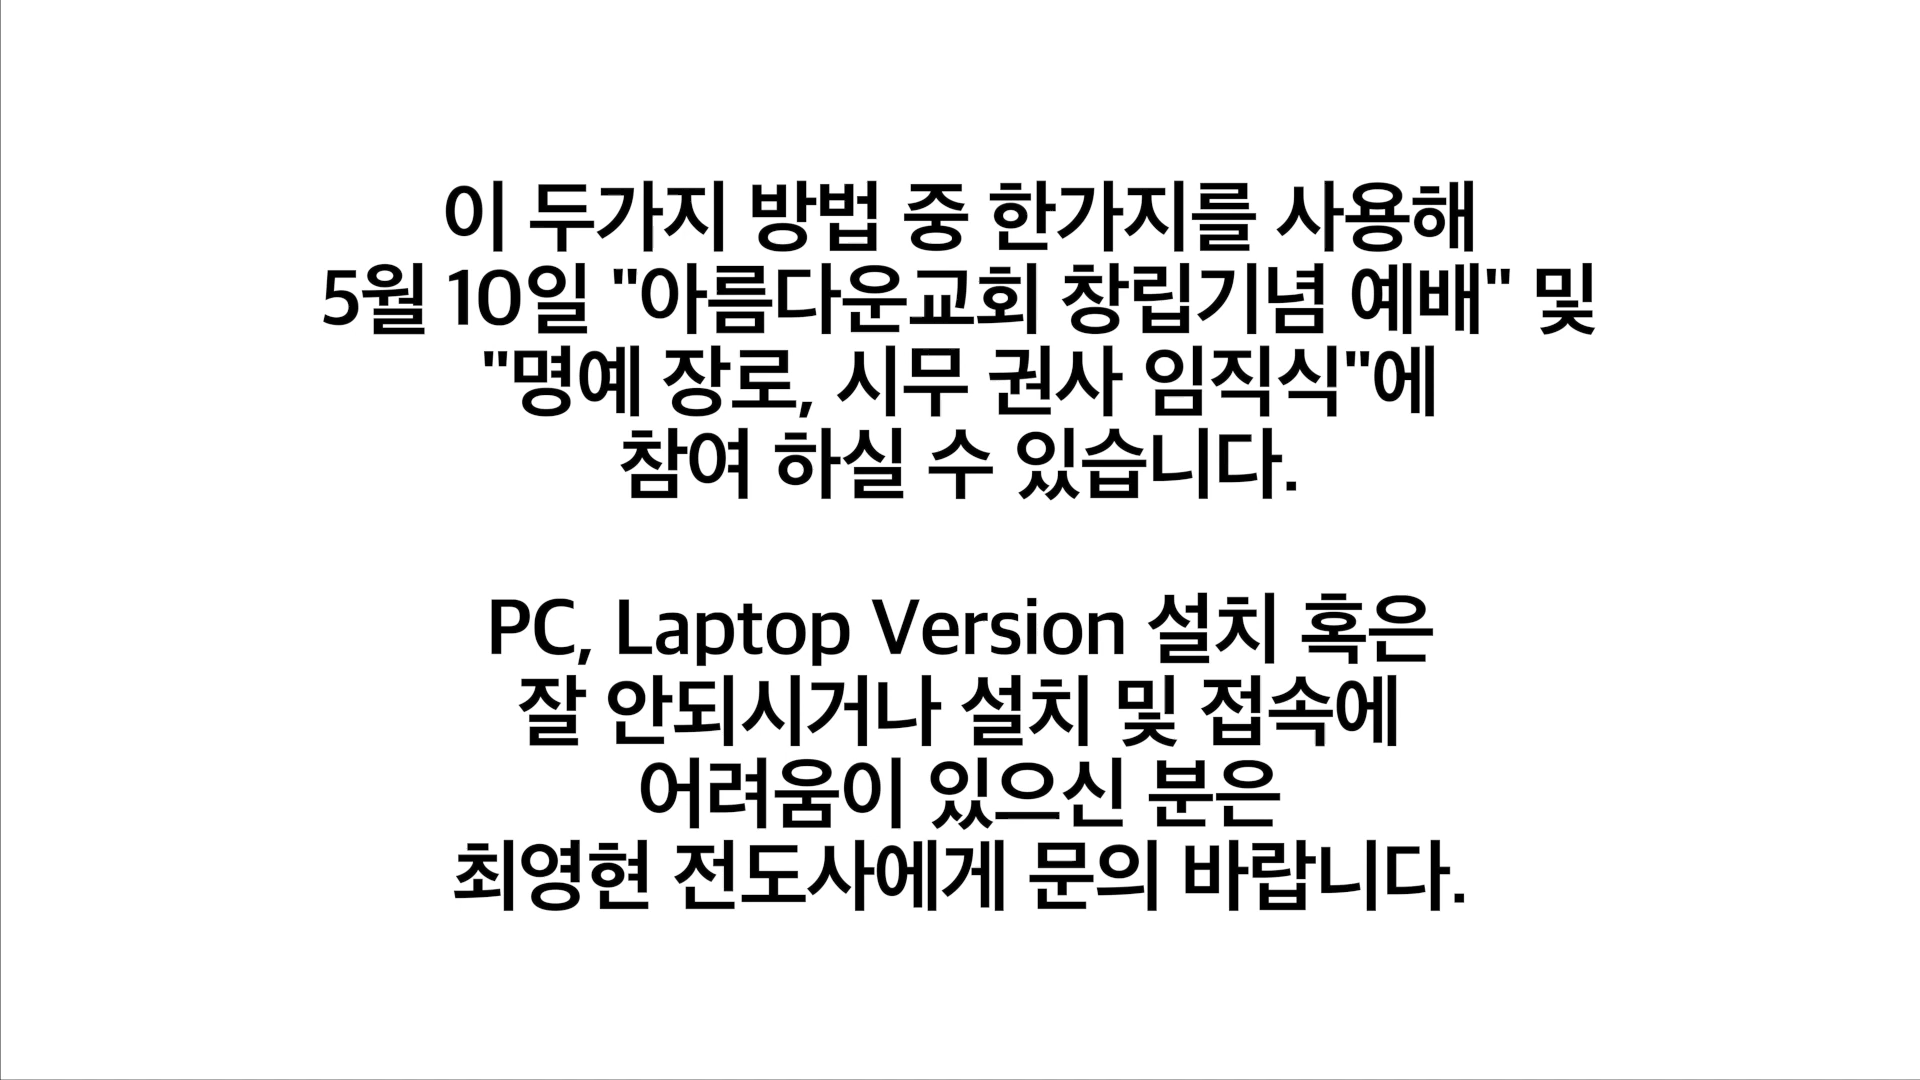 이 두가지 방법 중 한가지를 사용해
5월 10일 "아름다운교회 창립기념 예배" 및
"명예 장로, 시무 권사 임직식"에
참여 하실 수 있습니다.
PC, Laptop Version 설치 혹은
잘 안되시거나 설치 및 접속에
어려움이 있으신 분은
최영현 전도사에게 문의 바랍니다.